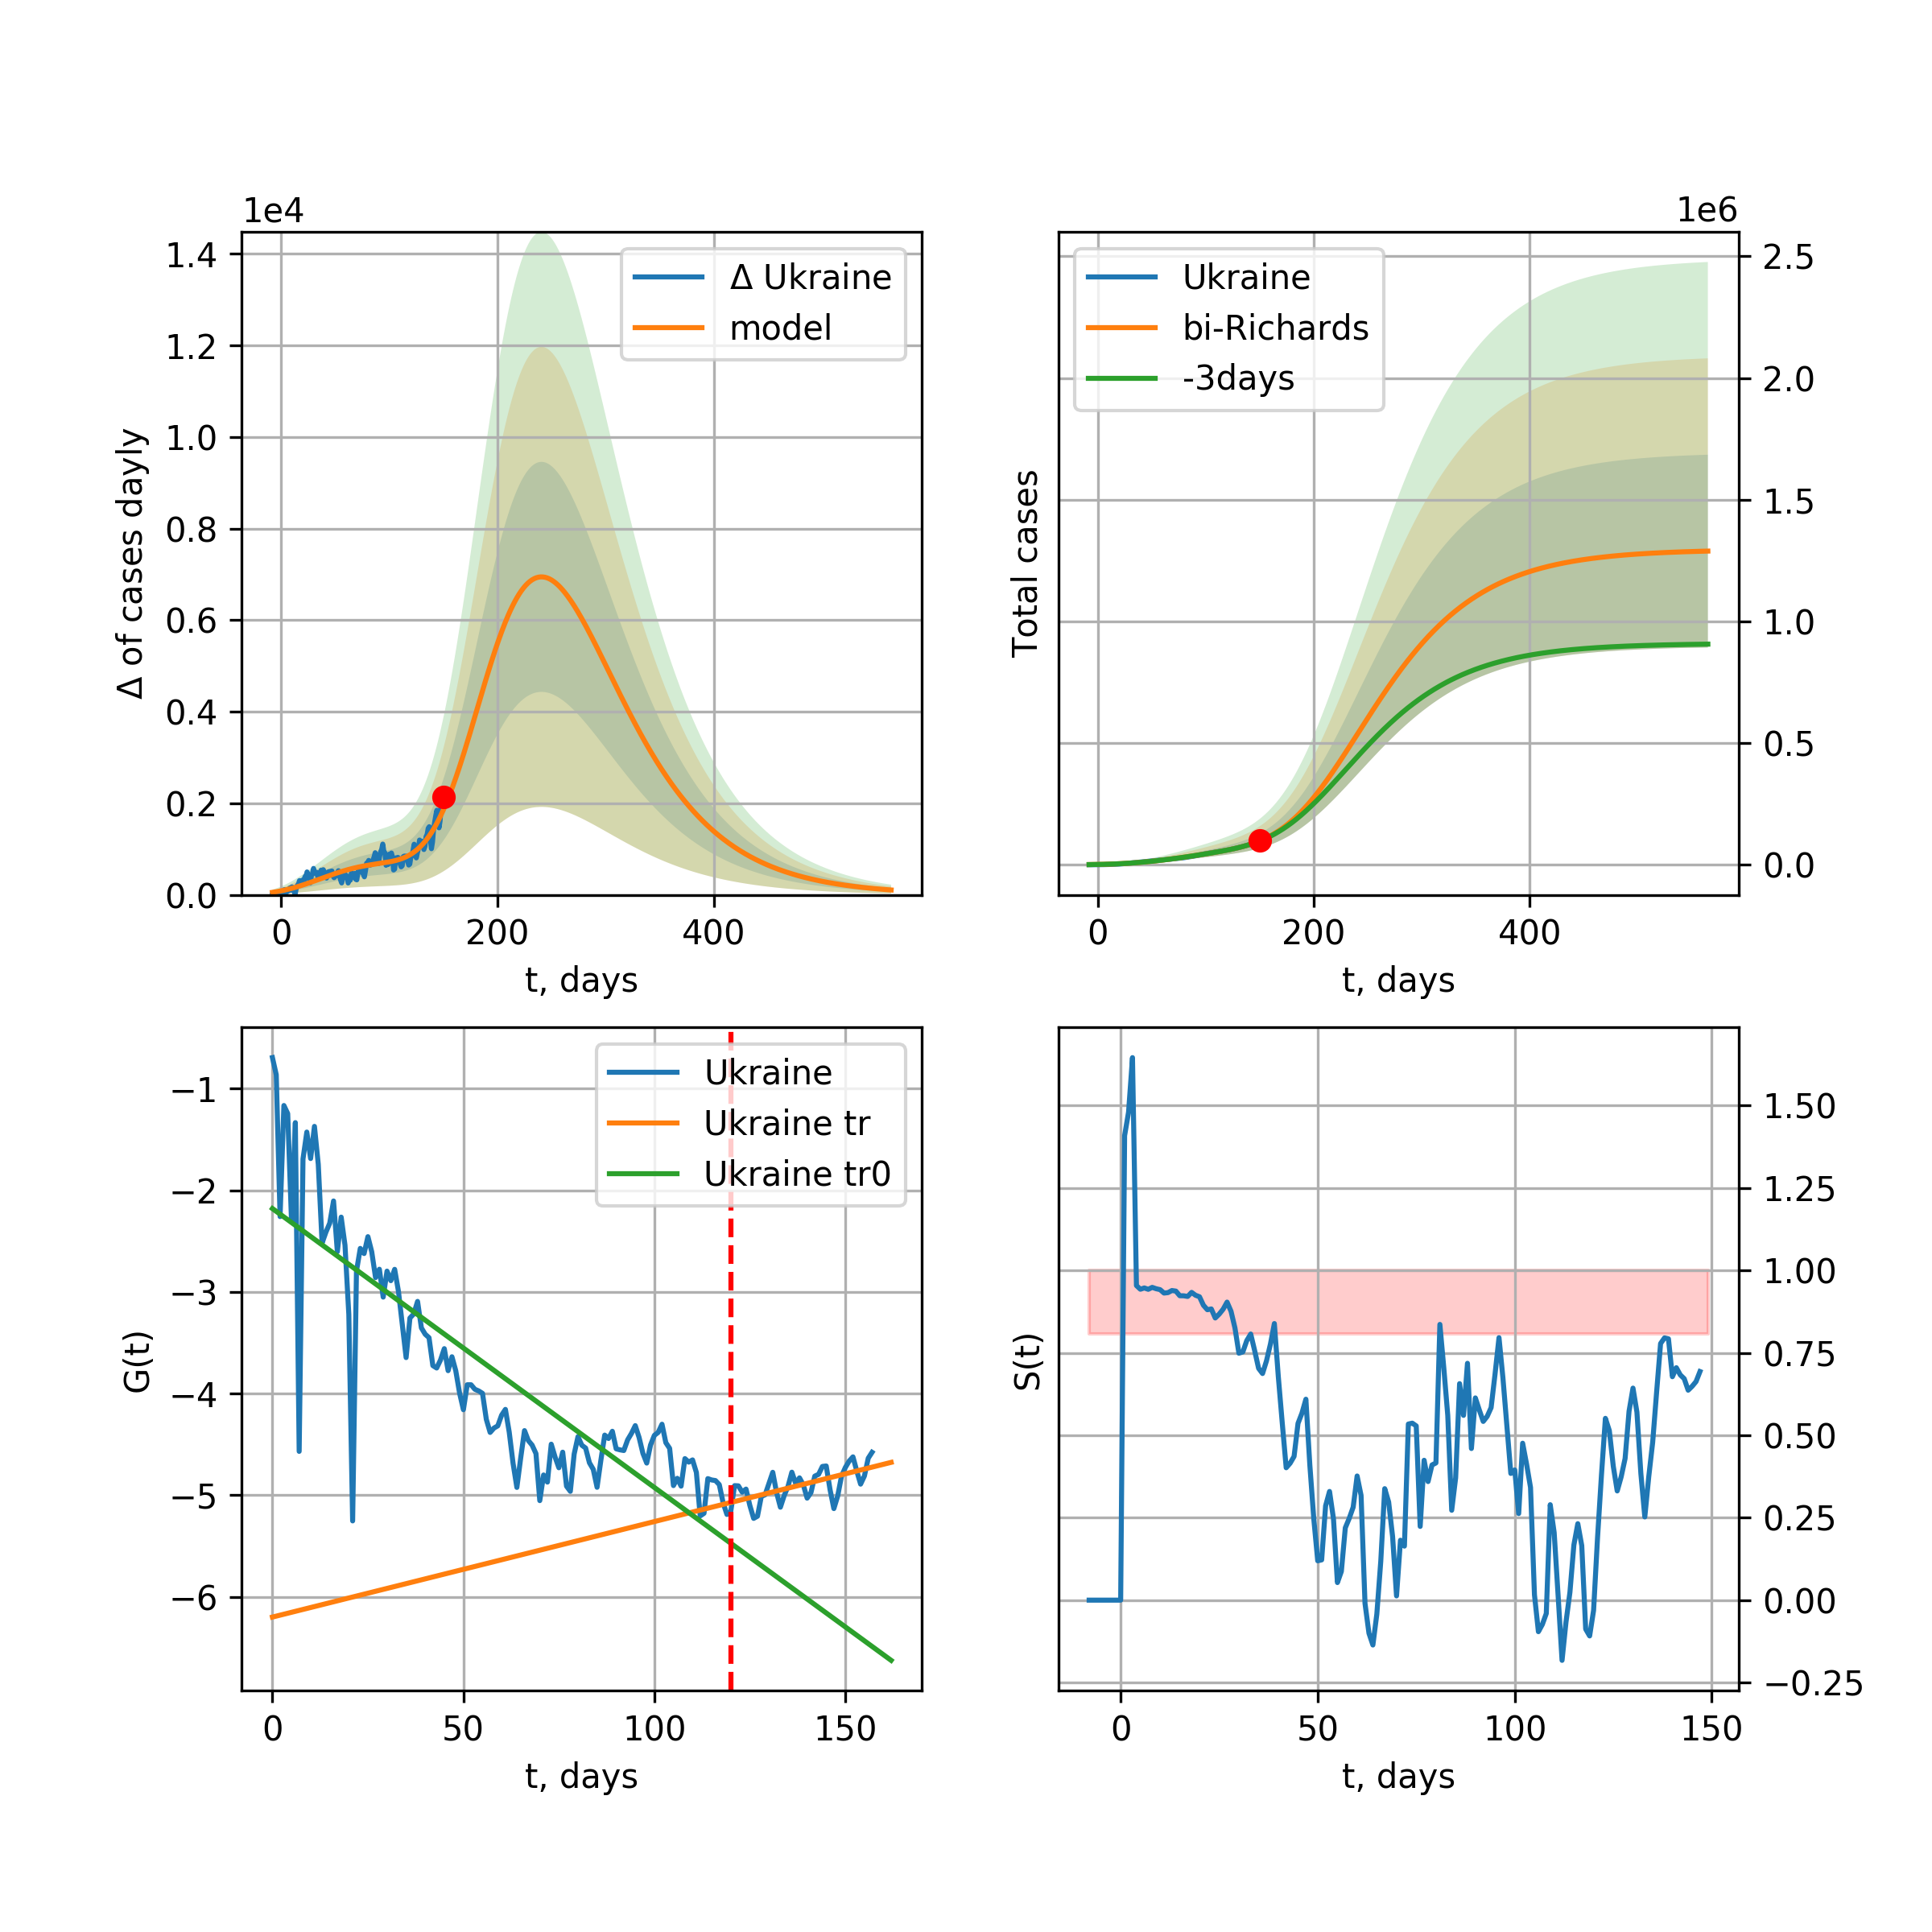 1e4
1.4
1.2
1.0
0.8
0.6
0.4
0.2
0.0
Δ of cases dayly
0 200 400
t, days
Δ Ukraine
model
1e6
2.5
2.0
1.5
1.0
0.5
0.0
Total cases
0 200 400
t, days
Ukraine
bi-Richards
-3days
−1
−2
−3
−4
−5
−6
G(t)
0 50 100 150
t, days
Ukraine
Ukraine tr
Ukraine tr0
1.50
1.25
1.00
0.75
0.50
0.25
0.00
−0.25
S(t)
0 50 100 150
t, days